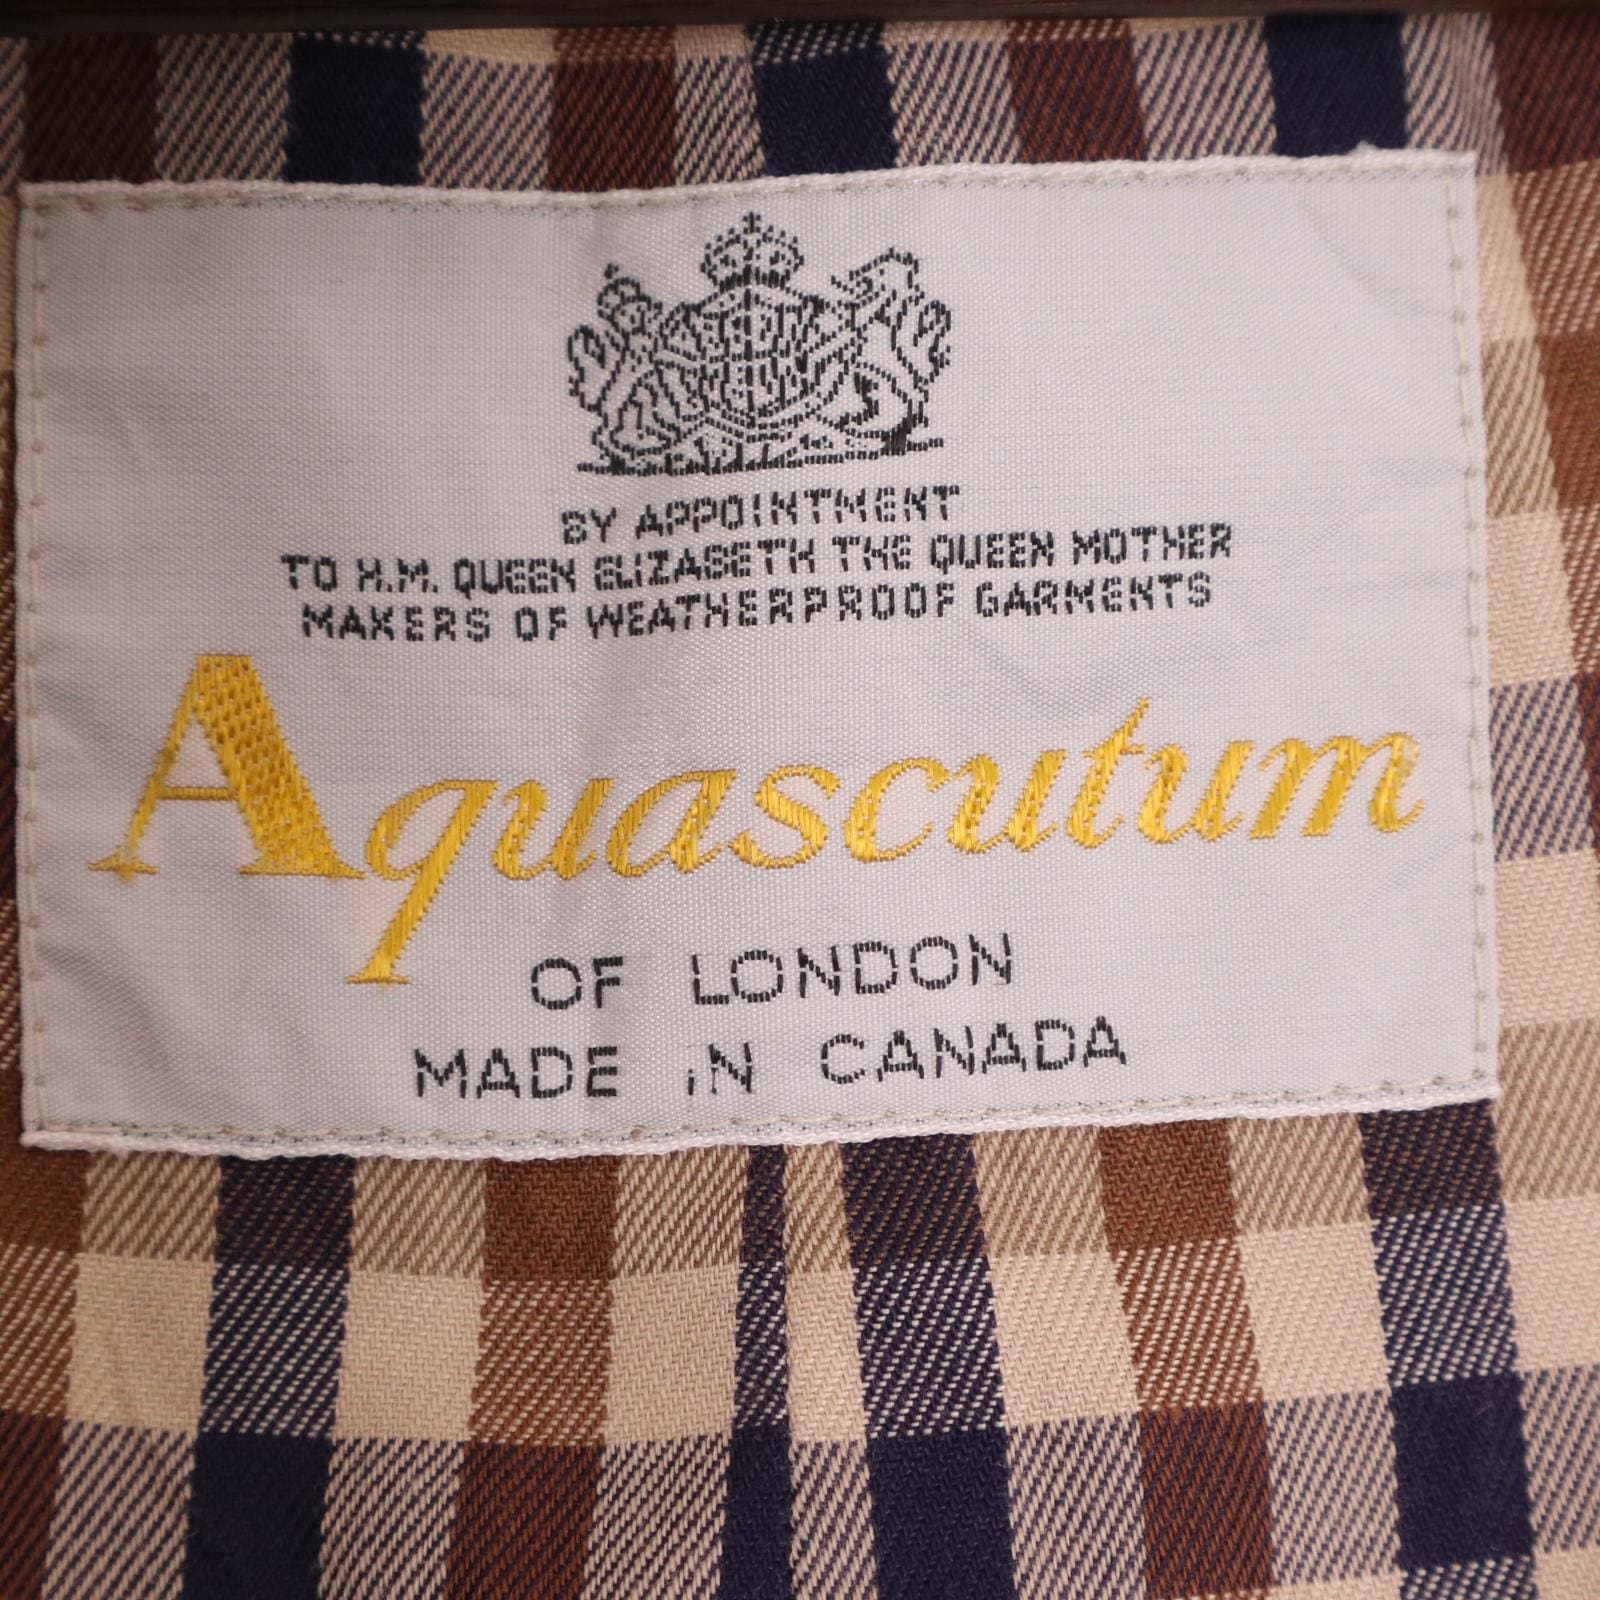 BY APPOINTMENT
TO H.M. QUEEN ELIZABETH THE QUEEN MOTHER
MAKERS OF WEATHERPROOF GARMENTS
Aquascutum
OF LONDON
MADE IN CANADA